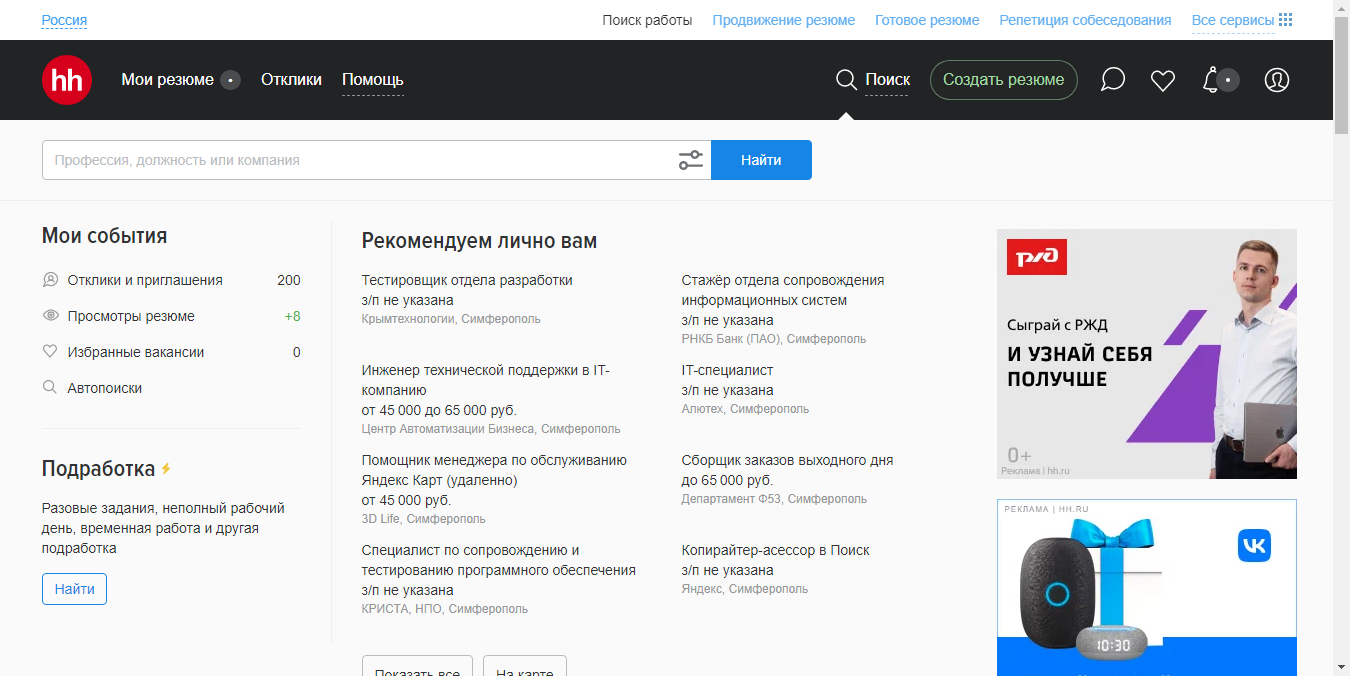 Россия
Поиск работы
Продвижение резюме
Готовое резюме
Репетиция собеседования
Все сервисы
hh
Мои резюме
Отклики
Помощь
Поиск
Создать резюме
Профессия, должность или компания
Найти
Мои события
Отклики и приглашения 200
Просмотры резюме +8
Избранные вакансии 0
Автопоиски
Подработка
Разовые задания, неполный рабочий
день, временная работа и другая
подработка
Найти
Рекомендуем лично вам
Тестировщик отдела разработки
з/п не указана
Крымтехнологии, Симферополь
Стажёр отдела сопровождения
информационных систем
з/п не указана
РНКБ Банк (ПАО), Симферополь
Инженер технической поддержки в IT-
компанию
от 45 000 до 65 000 руб.
Центр Автоматизации Бизнеса, Симферополь
IT-специалист
з/п не указана
Алютех, Симферополь
Помощник менеджера по обслуживанию
Яндекс Карт (удаленно)
от 45 000 руб.
3D Life, Симферополь
Сборщик заказов выходного дня
до 65 000 руб.
Департамент Ф53, Симферополь
Специалист по сопровождению и
тестированию программного обеспечения
з/п не указана
КРИСТА, НПО, Симферополь
Копирайтер-асессор в Поиск
з/п не указана
Яндекс, Симферополь
Показать все
На карте
ржд
Сыграй с РЖД
И УЗНАЙ СЕБЯ
ПОЛУЧШЕ
0+
Реклама | hh.ru
РЕКЛАМА | HH.RU
VK
10:30